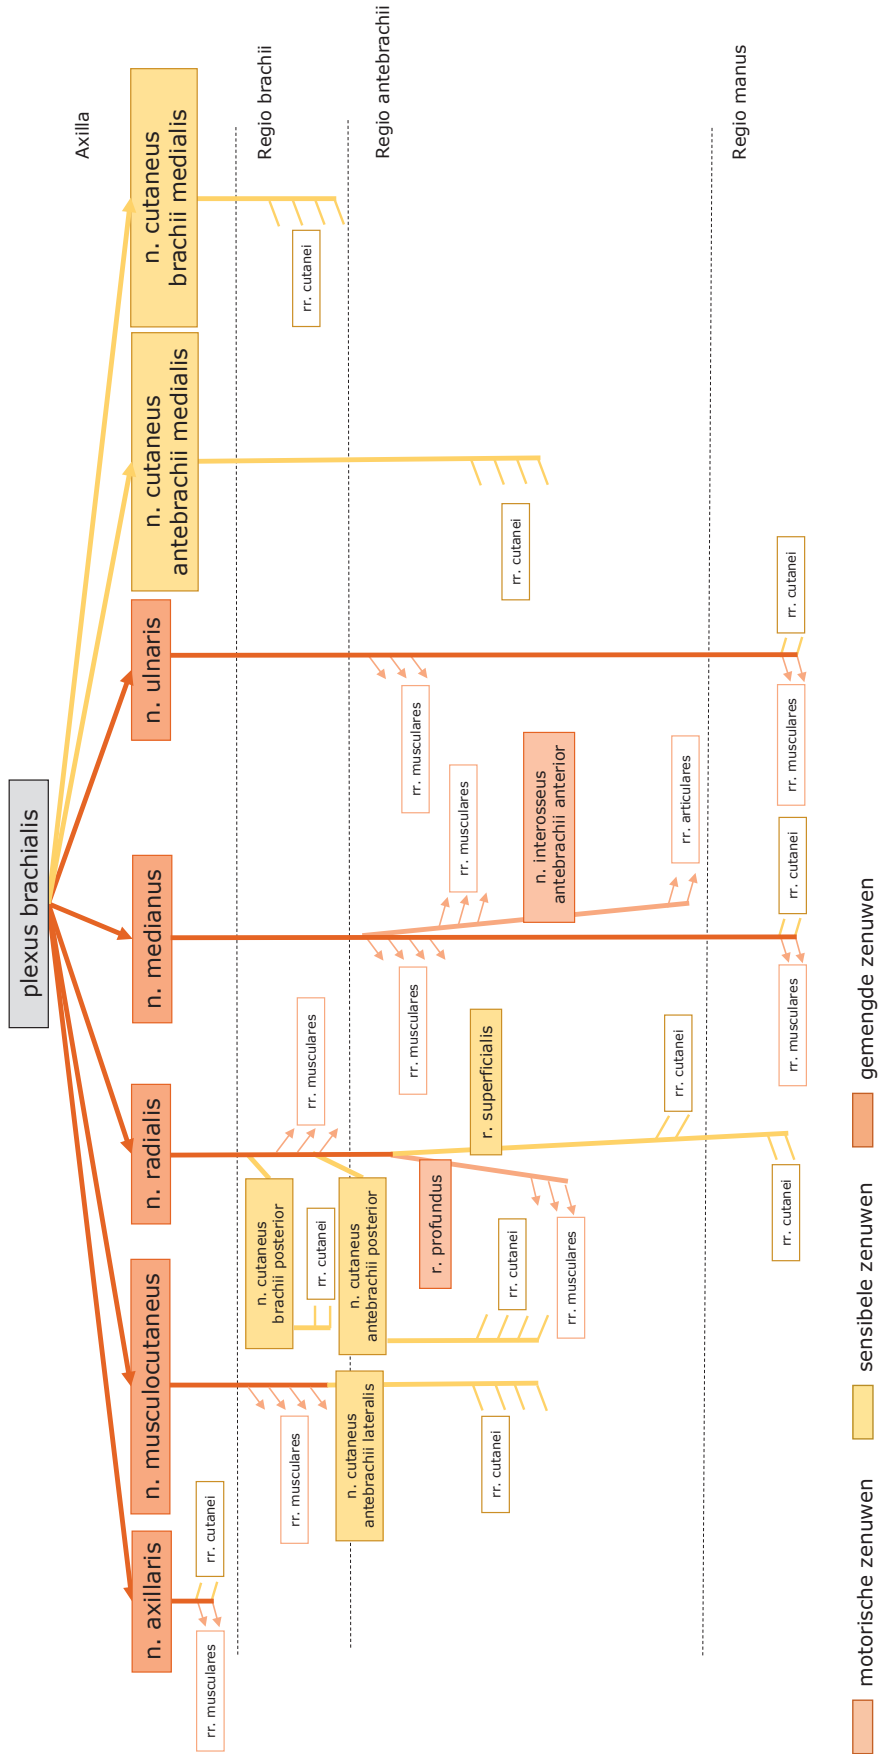 plexus brachialis
Axilla
n. axillaris
n. musculocutaneus
n. radialis
n. medianus
n. ulnaris
n. cutaneus
antebrachii medialis
n. cutaneus
brachii medialis
rr. musculares
rr. cutanei
Regio brachii
rr. musculares
n. cutaneus
brachii posterior
rr. cutanei
rr. musculares
rr. cutanei
Regio antebrachii
n. cutaneus
antebrachii lateralis
n. cutaneus
antebrachii posterior
r. profundus
r. superficialis
rr. musculares
rr. musculares
rr. musculares
n. interosseus
antebrachii anterior
rr. cutanei
rr. cutanei
rr. musculares
rr. cutanei
rr. articulares
rr. cutanei
Regio manus
rr. cutanei
rr. musculares
rr. cutanei
rr. musculares
rr. cutanei
motorische zenuwen
sensibele zenuwen
gemengde zenuwen